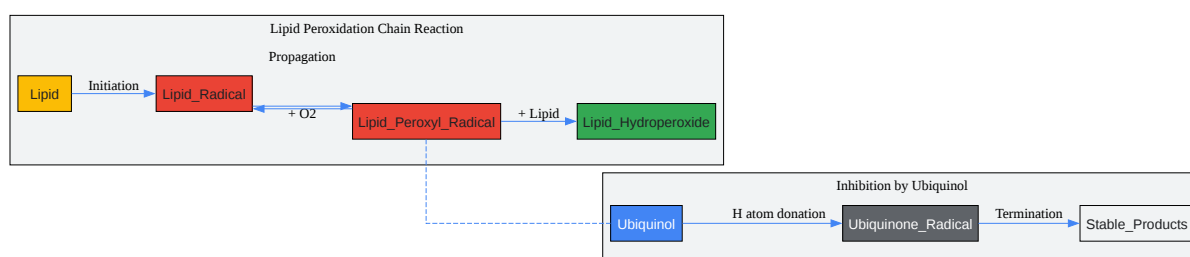 Lipid Peroxidation Chain Reaction
Propagation
Lipid
Initiation
Lipid_Radical
+ O2
Lipid_Peroxyl_Radical
+ Lipid
Lipid_Hydroperoxide
Inhibition by Ubiquinol
Ubiquinol
H atom donation
Ubiquinone_Radical
Termination
Stable_Products